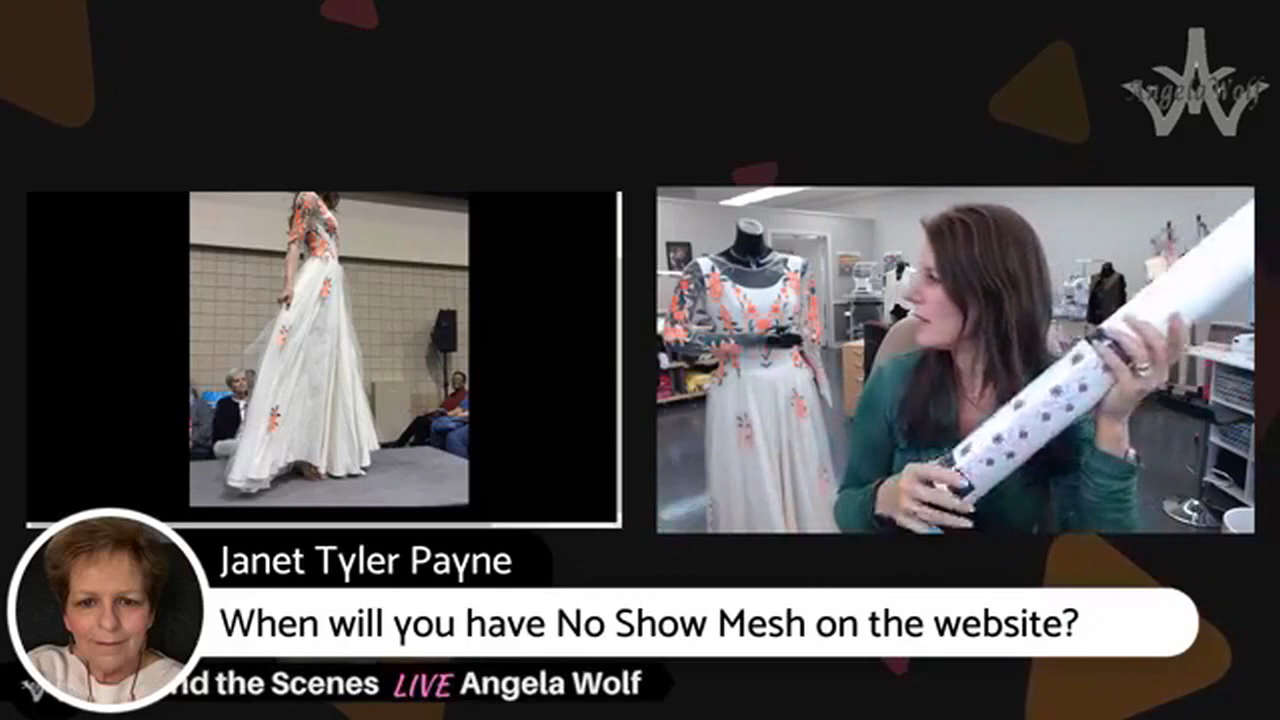 Angela Wolf
Janet Tyler Payne
When will you have No Show Mesh on the website?
nd the Scenes LIVE Angela Wolf